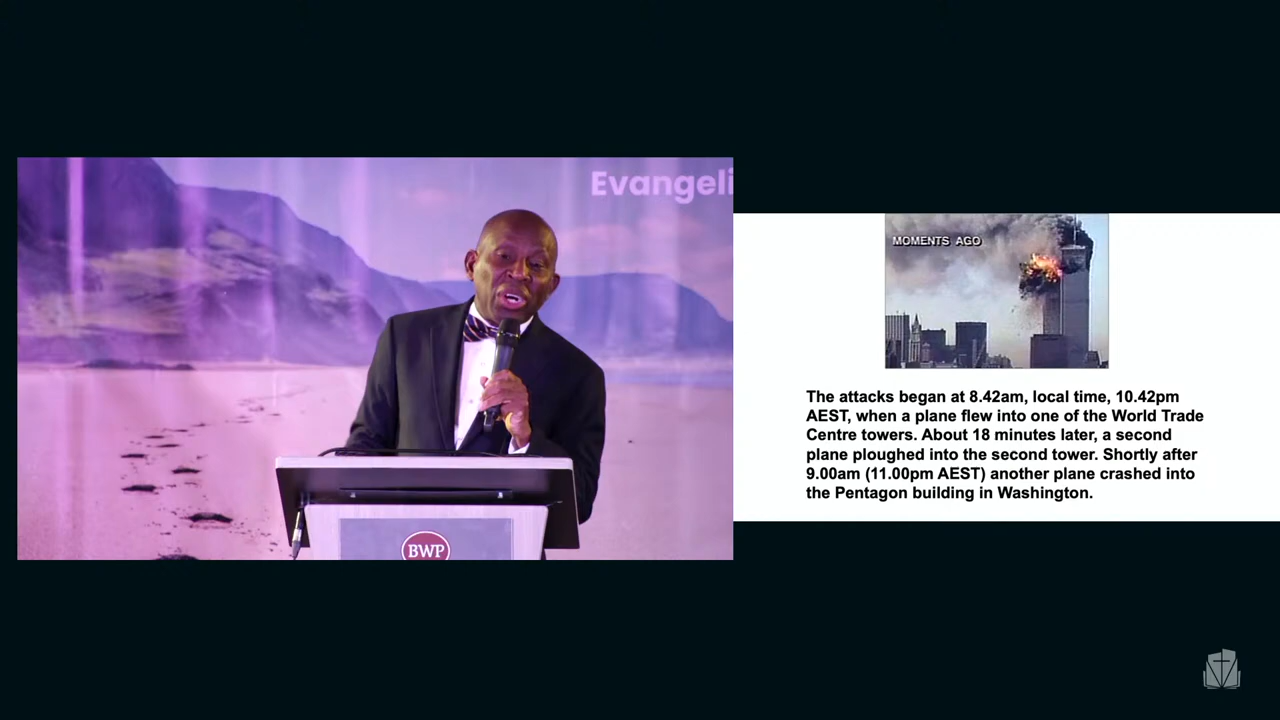 Evangeli
BWP
MOMENTS AGO
The attacks began at 8.42am, local time, 10.42pm
AEST, when a plane flew into one of the World Trade
Centre towers. About 18 minutes later, a second
plane ploughed into the second tower. Shortly after
9.00am (11.00pm AEST) another plane crashed into
the Pentagon building in Washington.